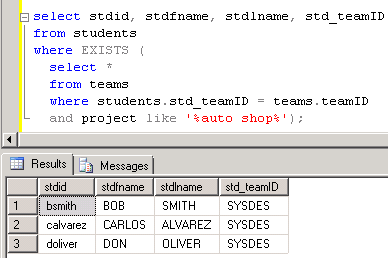 select stdid, stdfname, stdlname, std_teamID
from students
where EXISTS (
select *
from teams
where students.std_teamID = teams.teamID
and project like '%auto shop%');
Results Messages
stdid stdfname stdlname std_teamID
1 bsmith BOB SMITH SYSDES
2 calvarez CARLOS ALVAREZ SYSDES
3 doliver DON OLIVER SYSDES